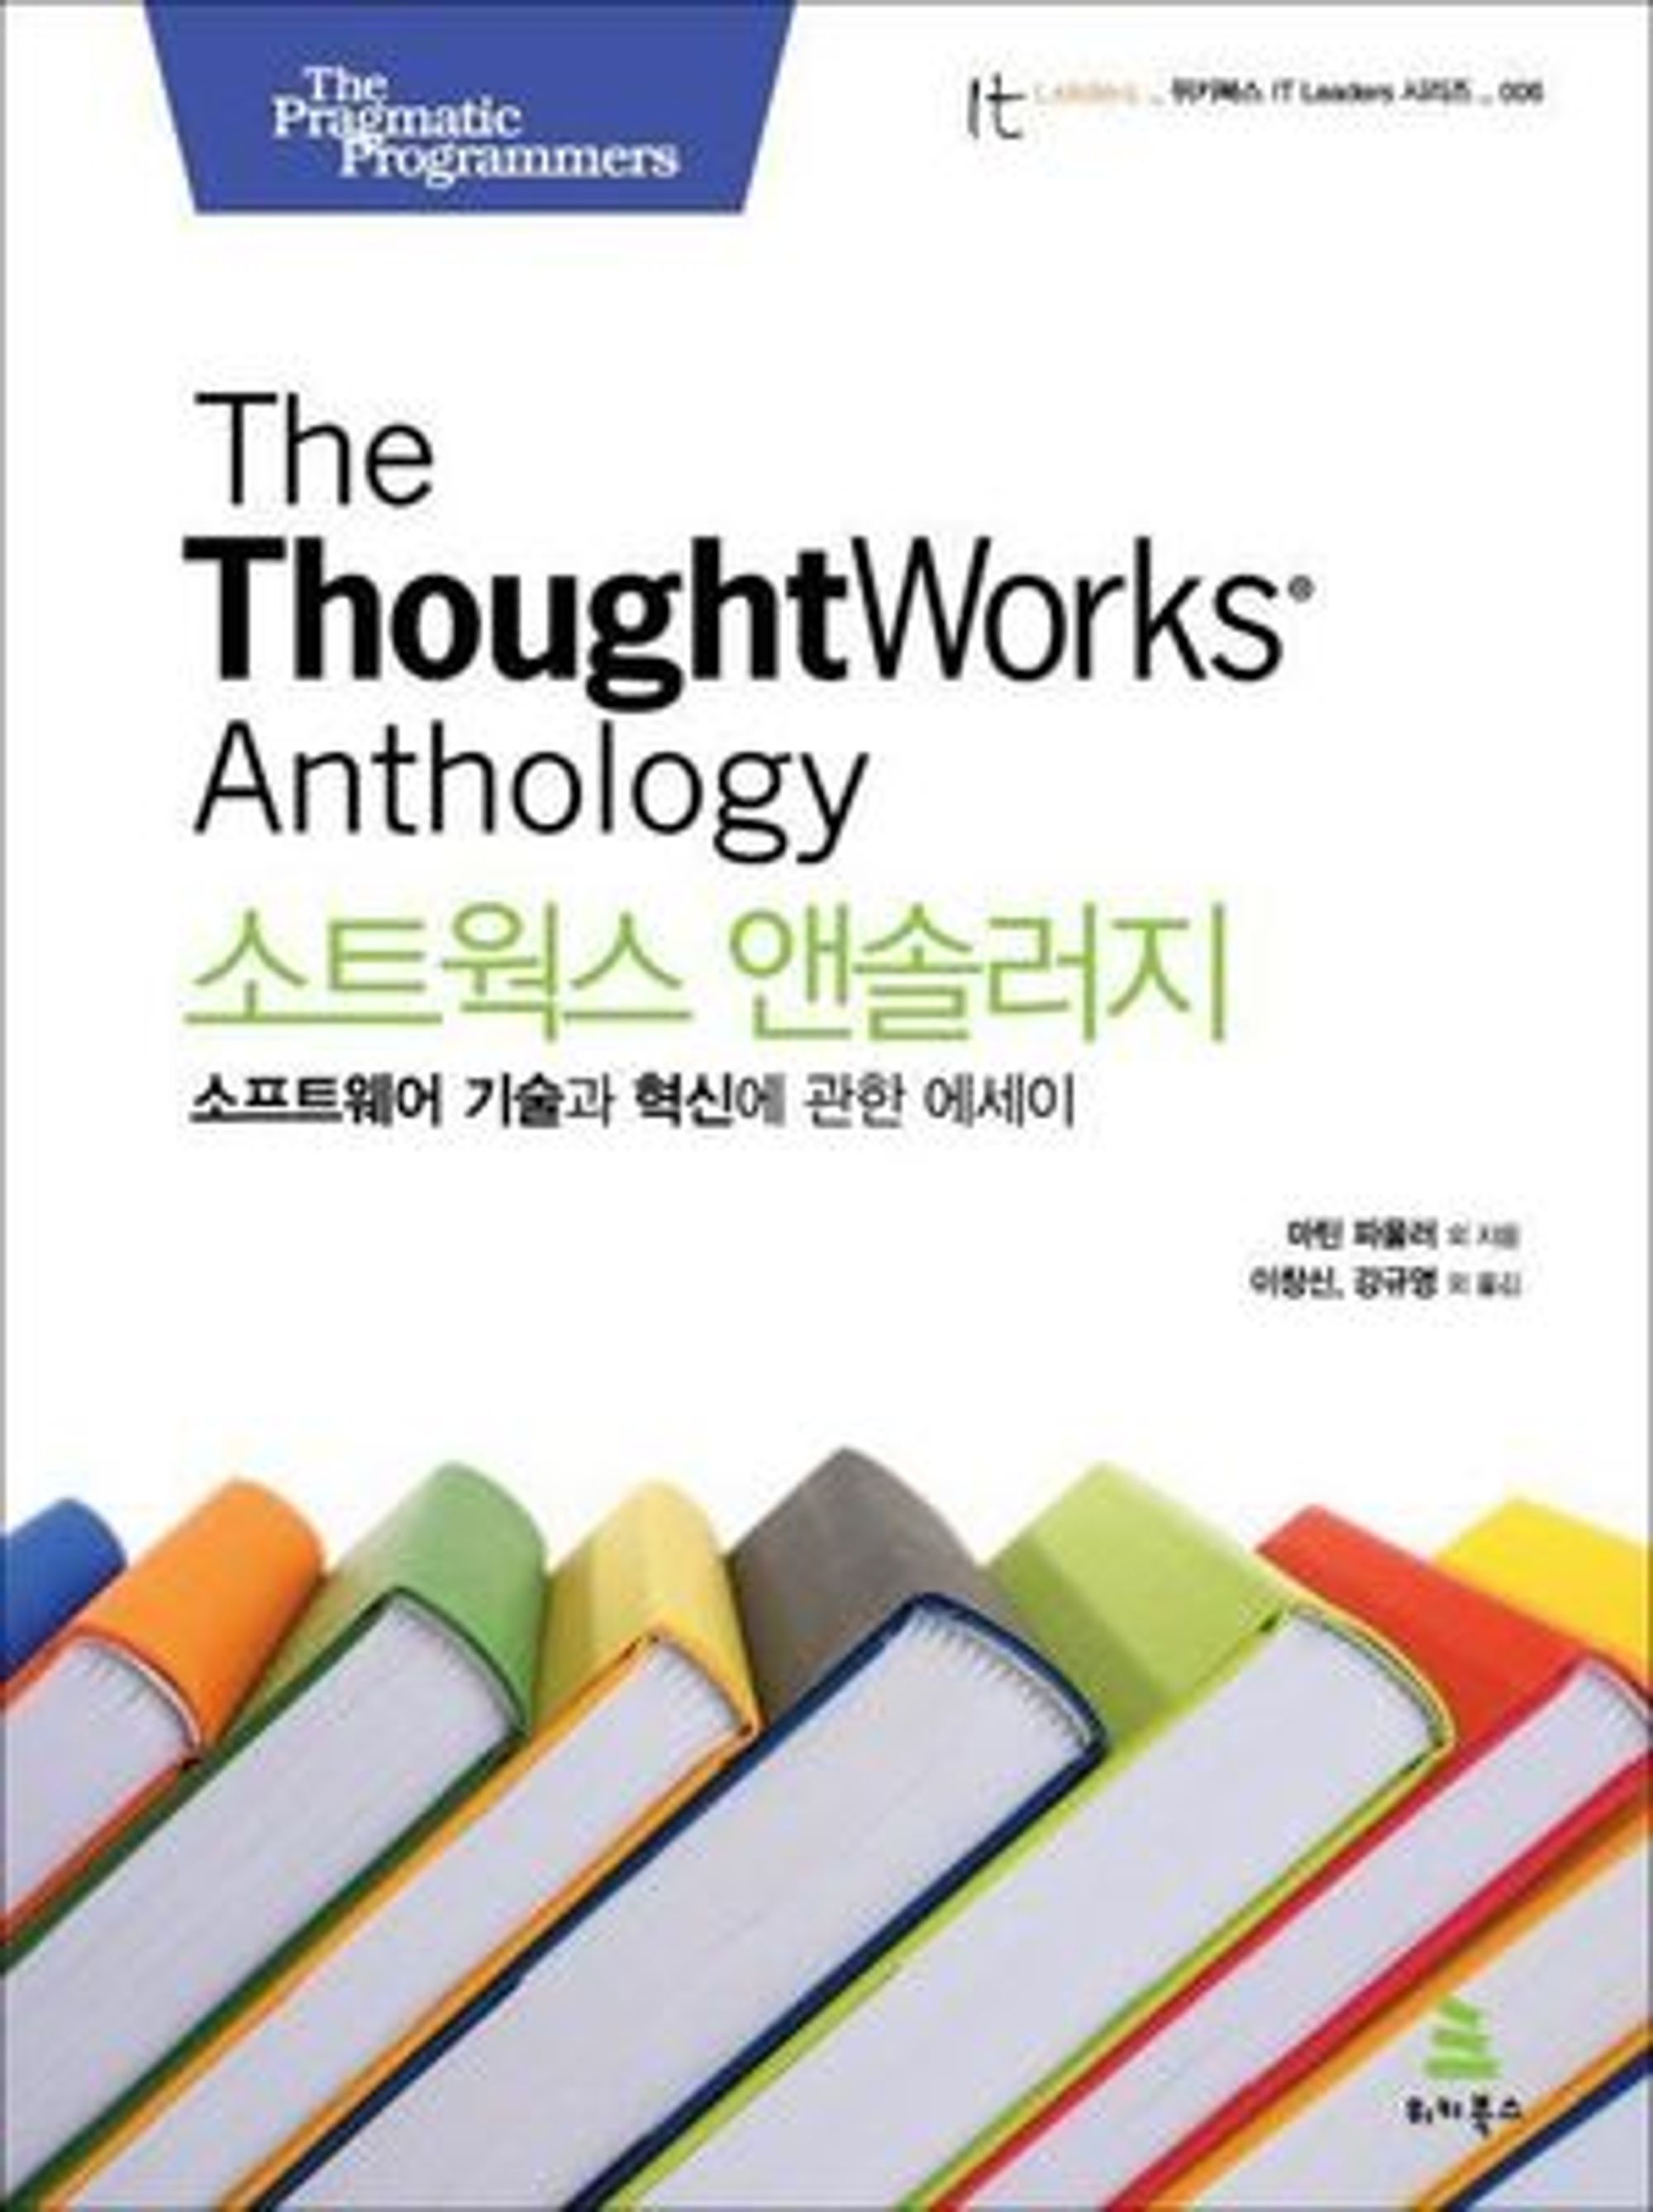 The
Pragmatic
Programmers
It Leaders _ 위키북스 IT Leaders 시리즈 _ 006
The
ThoughtWorks®
Anthology
소트웍스 앤솔러지
소프트웨어 기술과 혁신에 관한 에세이
마틴 파울러 외 지음
이창신, 강규영 외 옮김
위키북스